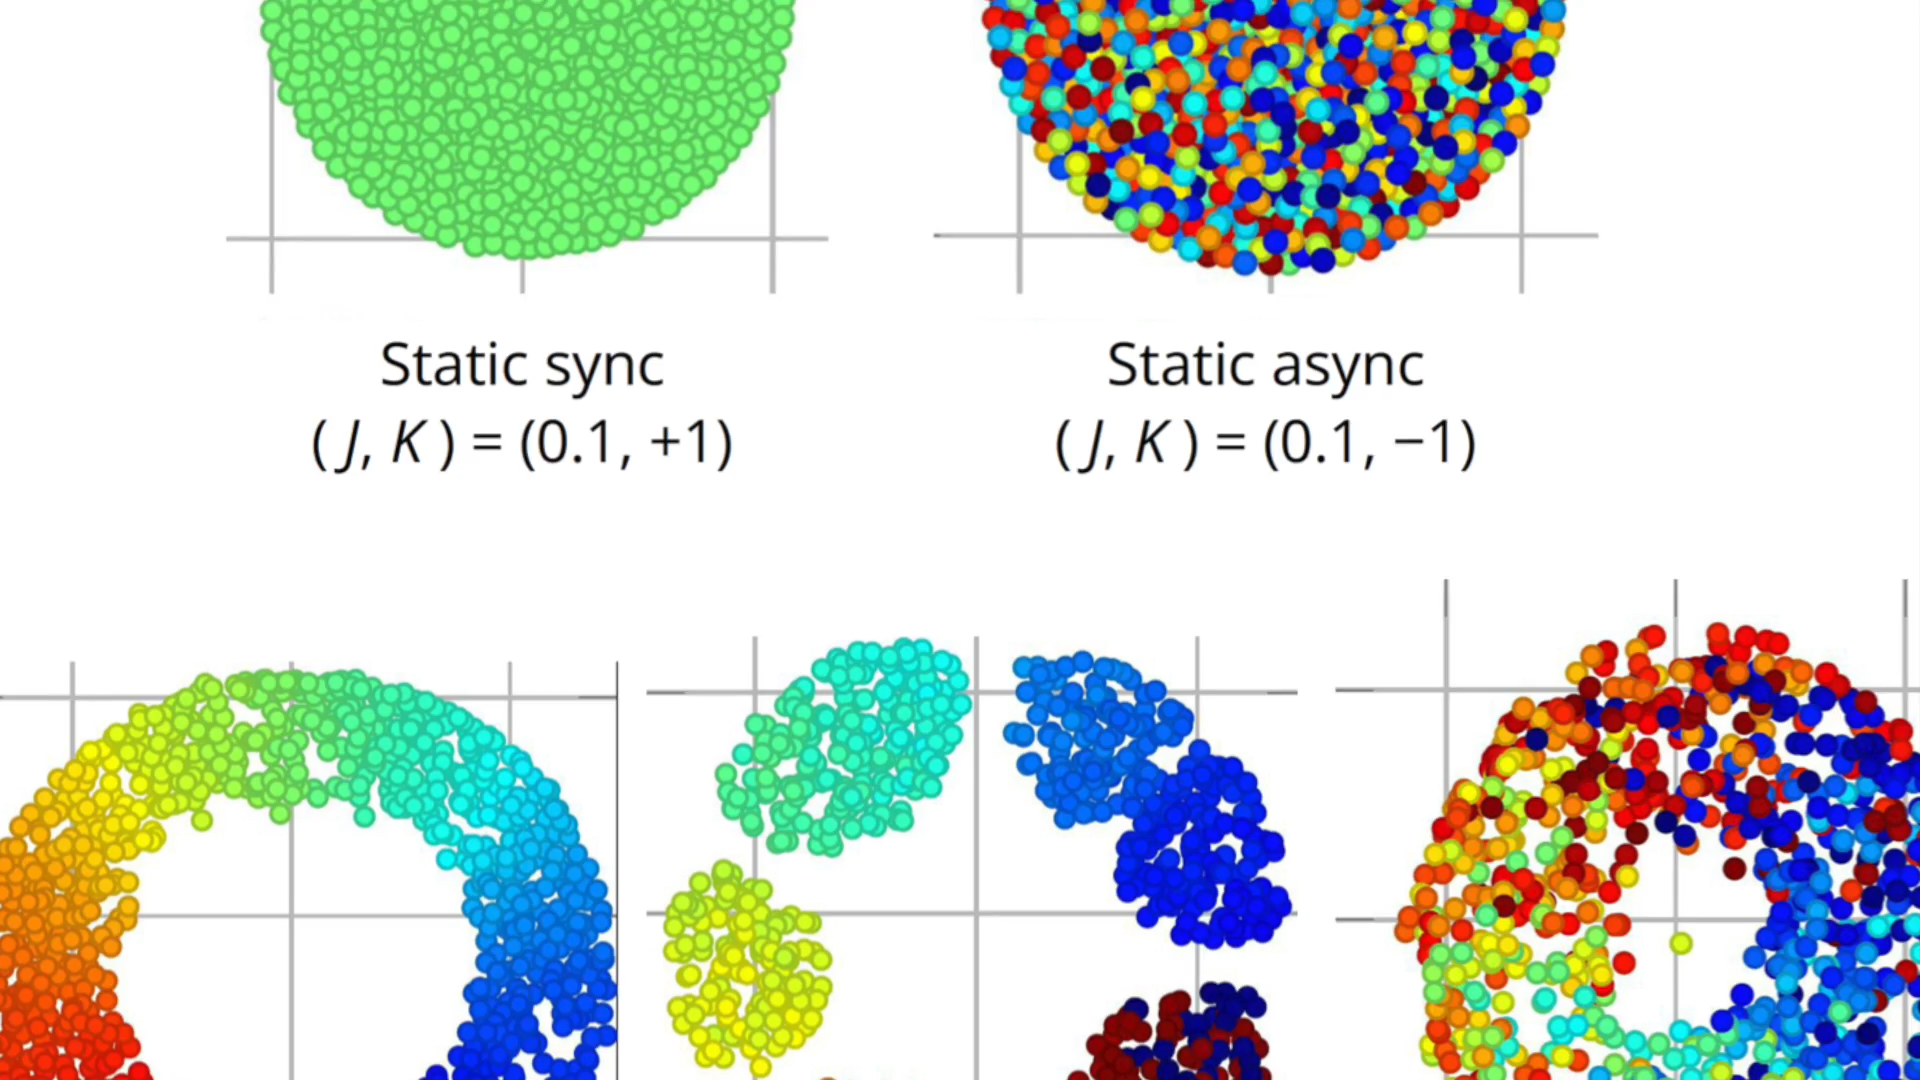 Static sync
(J, K) = (0.1, +1)
Static async
(J, K) = (0.1, −1)